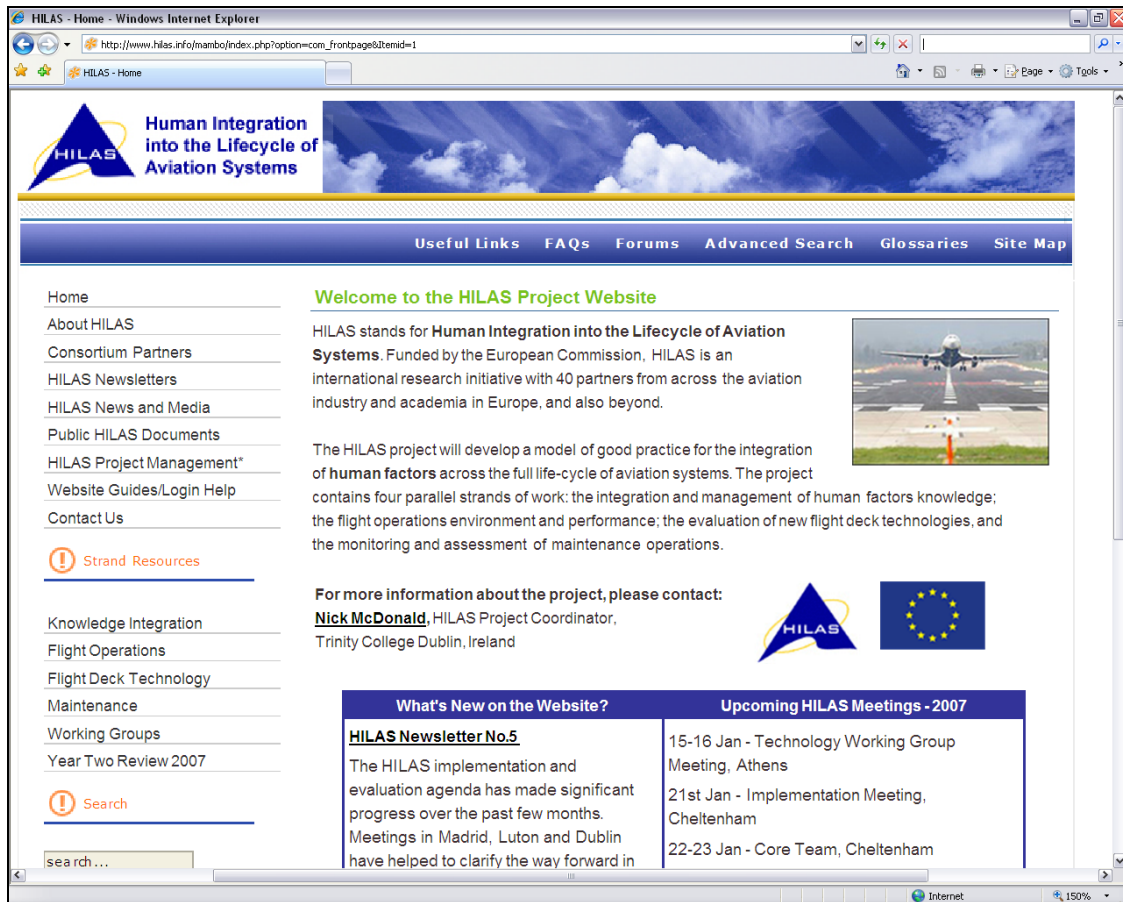 HILAS - Home - Windows Internet Explorer
http://www.hilas.info/mambo/index.php?option=com_frontpage&Itemid=1
HILAS - Home
Page
Tools
HILAS
Human Integration
into the Lifecycle of
Aviation Systems
Useful Links FAQs Forums Advanced Search Glossaries Site Map
Home
About HILAS
Consortium Partners
HILAS Newsletters
HILAS News and Media
Public HILAS Documents
HILAS Project Management*
Website Guides/Login Help
Contact Us
Strand Resources
Knowledge Integration
Flight Operations
Flight Deck Technology
Maintenance
Working Groups
Year Two Review 2007
Search
search...
Welcome to the HILAS Project Website
HILAS stands for Human Integration into the Lifecycle of Aviation
Systems. Funded by the European Commission, HILAS is an
international research initiative with 40 partners from across the aviation
industry and academia in Europe, and also beyond.
The HILAS project will develop a model of good practice for the integration
of human factors across the full life-cycle of aviation systems. The project
contains four parallel strands of work: the integration and management of human factors knowledge;
the flight operations environment and performance; the evaluation of new flight deck technologies, and
the monitoring and assessment of maintenance operations.
For more information about the project, please contact:
Nick McDonald, HILAS Project Coordinator,
Trinity College Dublin, Ireland
HILAS
What's New on the Website?
HILAS Newsletter No.5
The HILAS implementation and
evaluation agenda has made significant
progress over the past few months.
Meetings in Madrid, Luton and Dublin
have helped to clarify the way forward in
Upcoming HILAS Meetings - 2007
15-16 Jan - Technology Working Group
Meeting, Athens
21st Jan - Implementation Meeting,
Cheltenham
22-23 Jan - Core Team, Cheltenham
Internet
150%